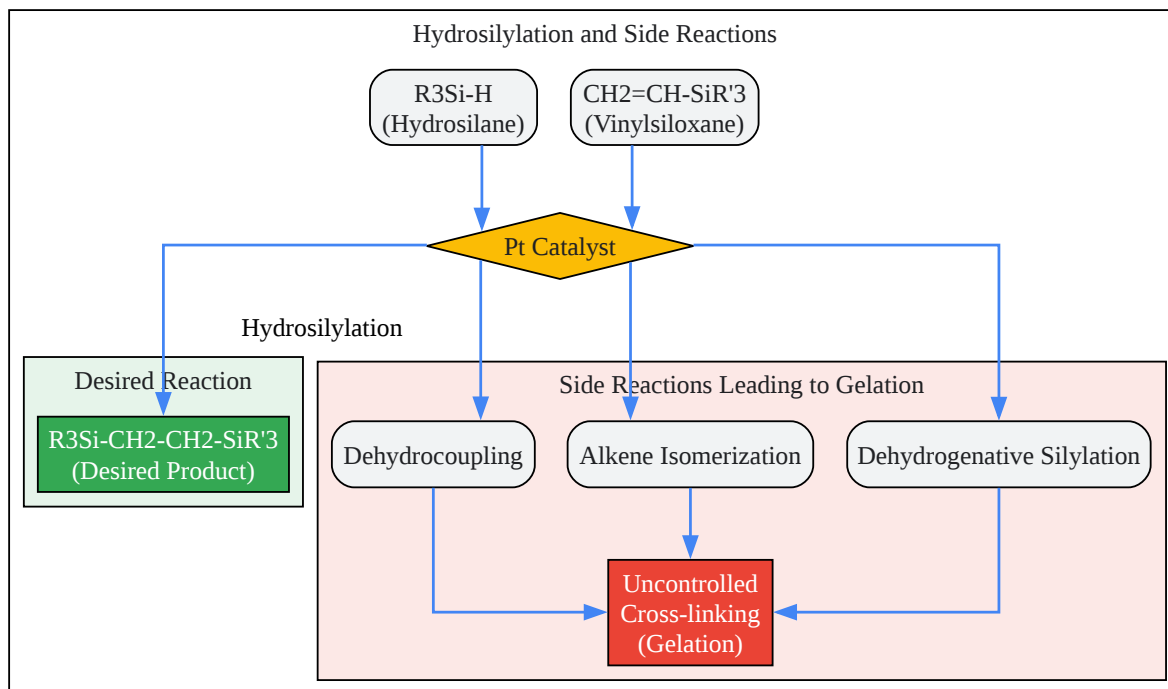 Hydrosilylation and Side Reactions
R3Si-H
(Hydrosilane)
CH2=CH-SiR'3
(Vinylsiloxane)
Pt Catalyst
Hydrosilylation
Desired Reaction
R3Si-CH2-CH2-SiR'3
(Desired Product)
Side Reactions Leading to Gelation
Dehydrocoupling
Alkene Isomerization
Dehydrogenative Silylation
Uncontrolled
Cross-linking
(Gelation)